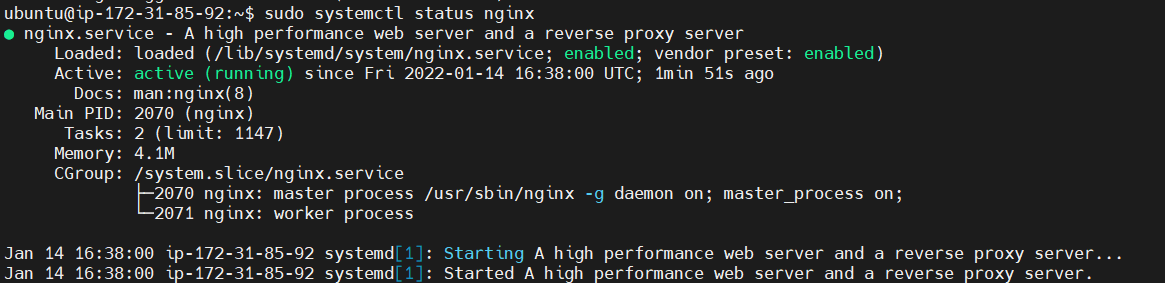 ubuntu@ip-172-31-85-92:~$ sudo systemctl status nginx
● nginx.service - A high performance web server and a reverse proxy server
     Loaded: loaded (/lib/systemd/system/nginx.service; enabled; vendor preset: enabled)
     Active: active (running) since Fri 2022-01-14 16:38:00 UTC; 1min 51s ago
       Docs: man:nginx(8)
   Main PID: 2070 (nginx)
      Tasks: 2 (limit: 1147)
     Memory: 4.1M
     CGroup: /system.slice/nginx.service
             ├─2070 nginx: master process /usr/sbin/nginx -g daemon on; master_process on;
             └─2071 nginx: worker process

Jan 14 16:38:00 ip-172-31-85-92 systemd[1]: Starting A high performance web server and a reverse proxy server...
Jan 14 16:38:00 ip-172-31-85-92 systemd[1]: Started A high performance web server and a reverse proxy server.